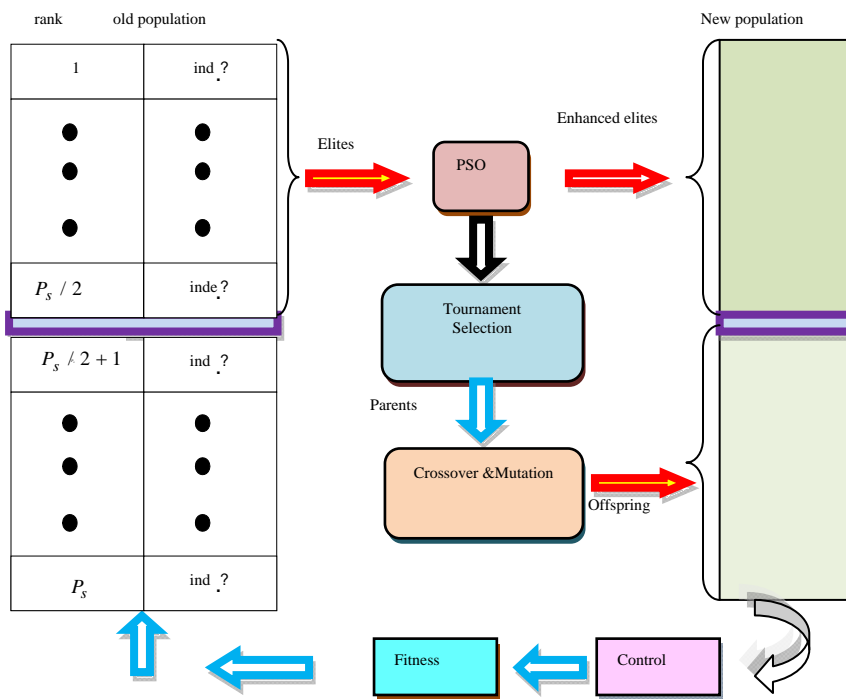 rank old population New population
1 ind .?
Elites
Enhanced elites
PSO
P_s / 2 inde.?
Tournament
Selection
P_s / 2 + 1 ind .?
Parents
Crossover &Mutation
Offspring
P_s ind .?
Fitness
Control